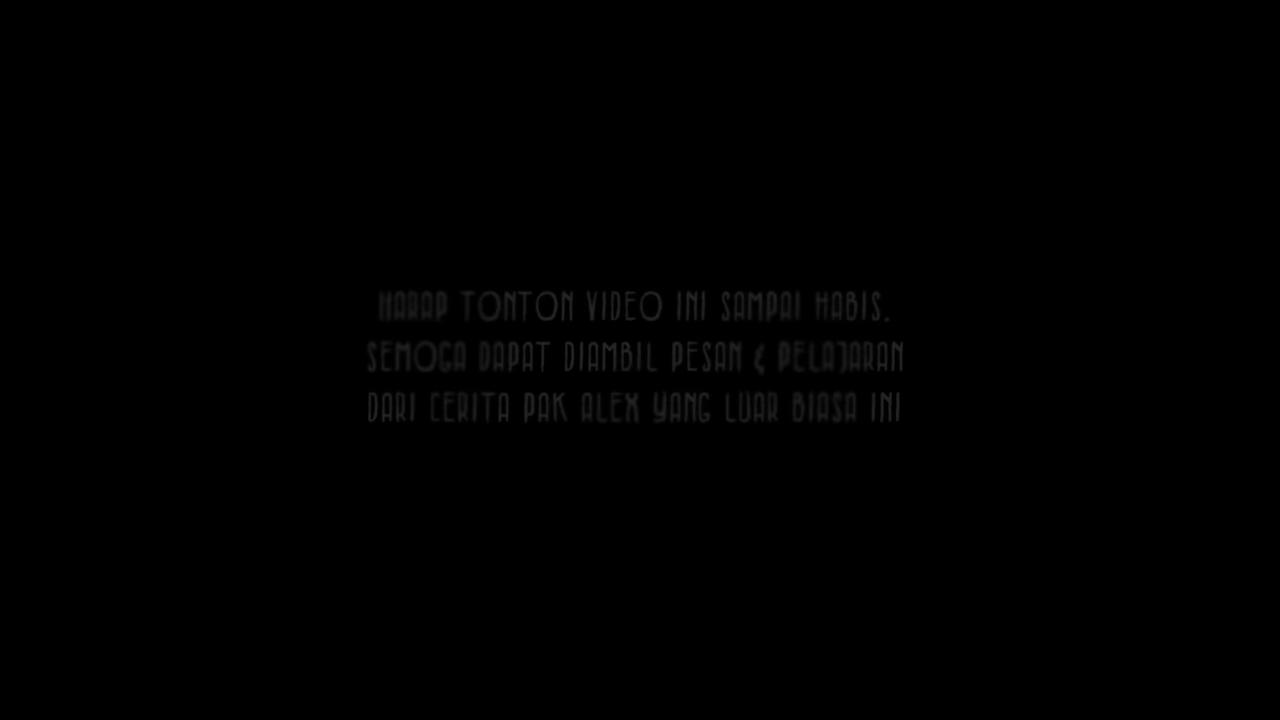 HARAP TONTON VIDEO INI SAMPAI HABIS.
SEMOGA DAPAT DIAMBIL PESAN & PELAJARAN
DARI CERITA PAK ALEX YANG LUAR BIASA INI